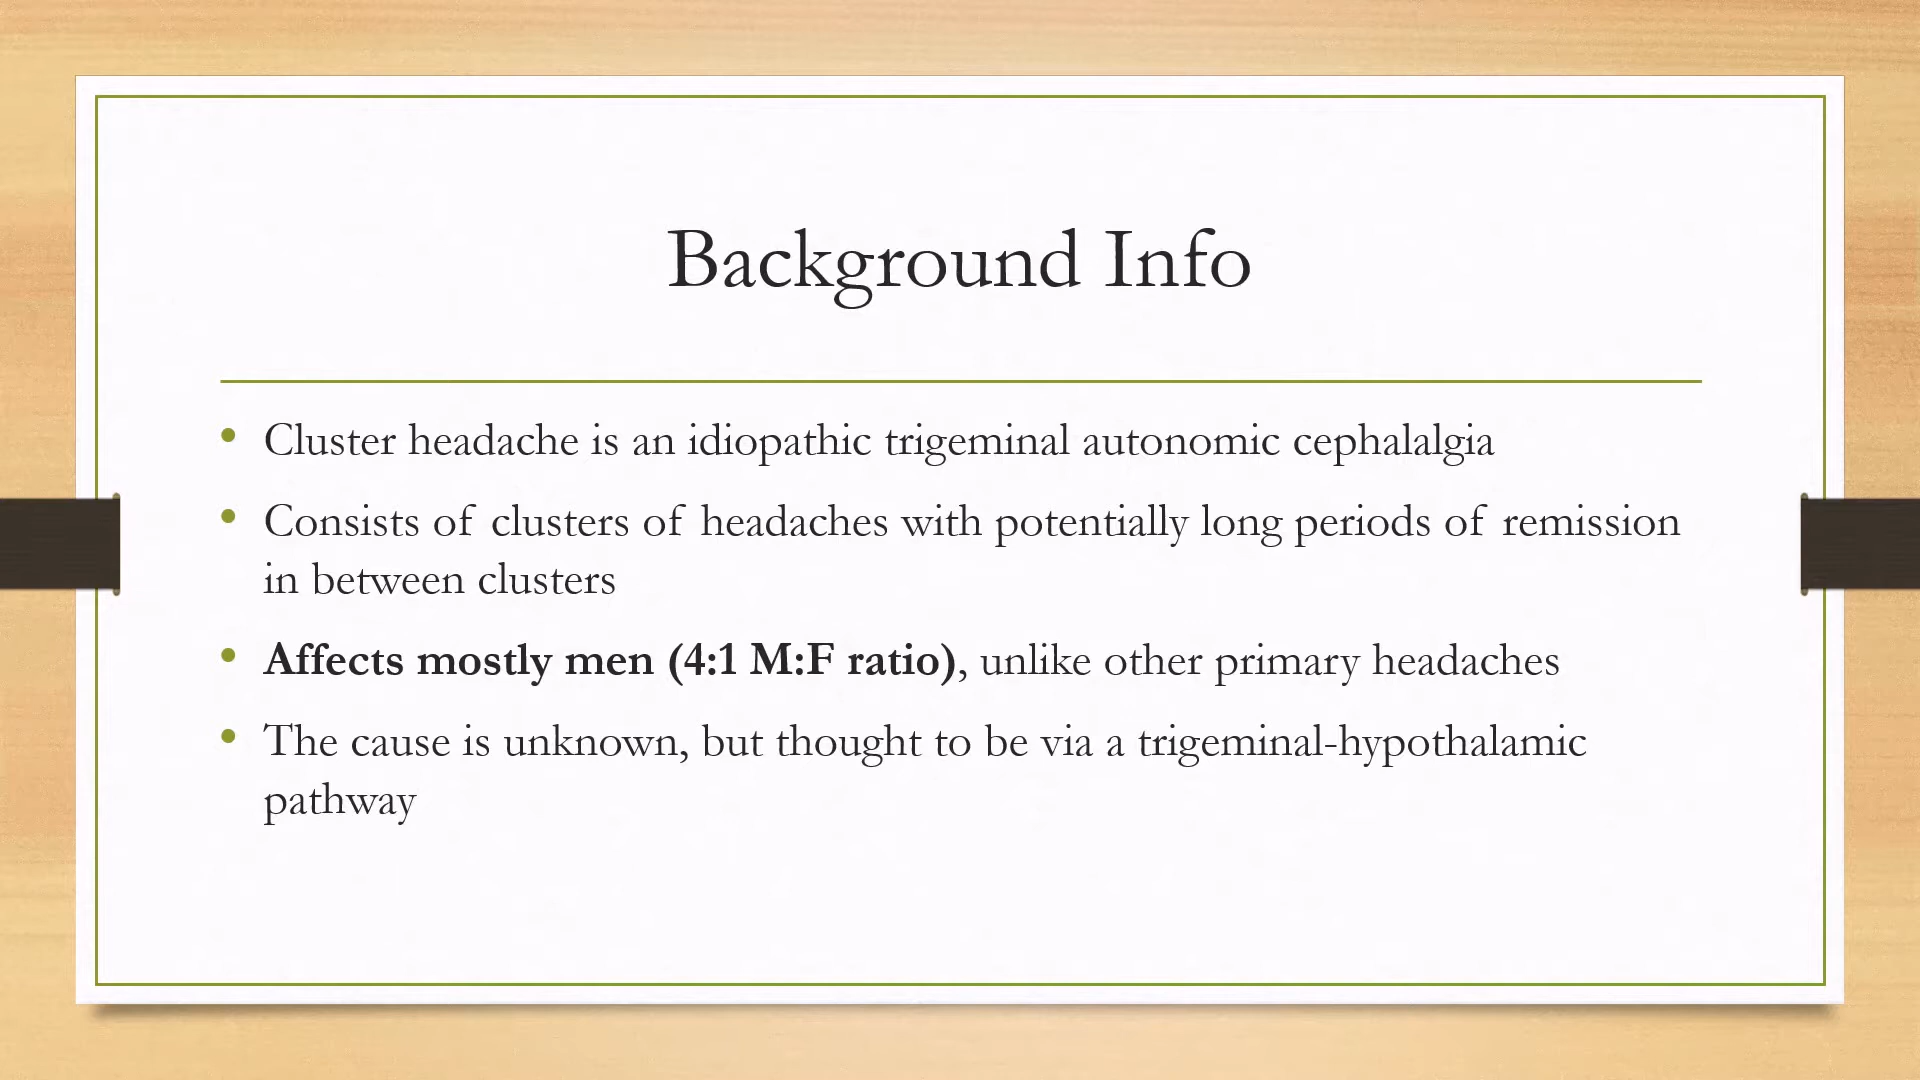 Background Info
• Cluster headache is an idiopathic trigeminal autonomic cephalalgia
• Consists of clusters of headaches with potentially long periods of remission
in between clusters
• Affects mostly men (4:1 M:F ratio), unlike other primary headaches
• The cause is unknown, but thought to be via a trigeminal-hypothalamic
pathway